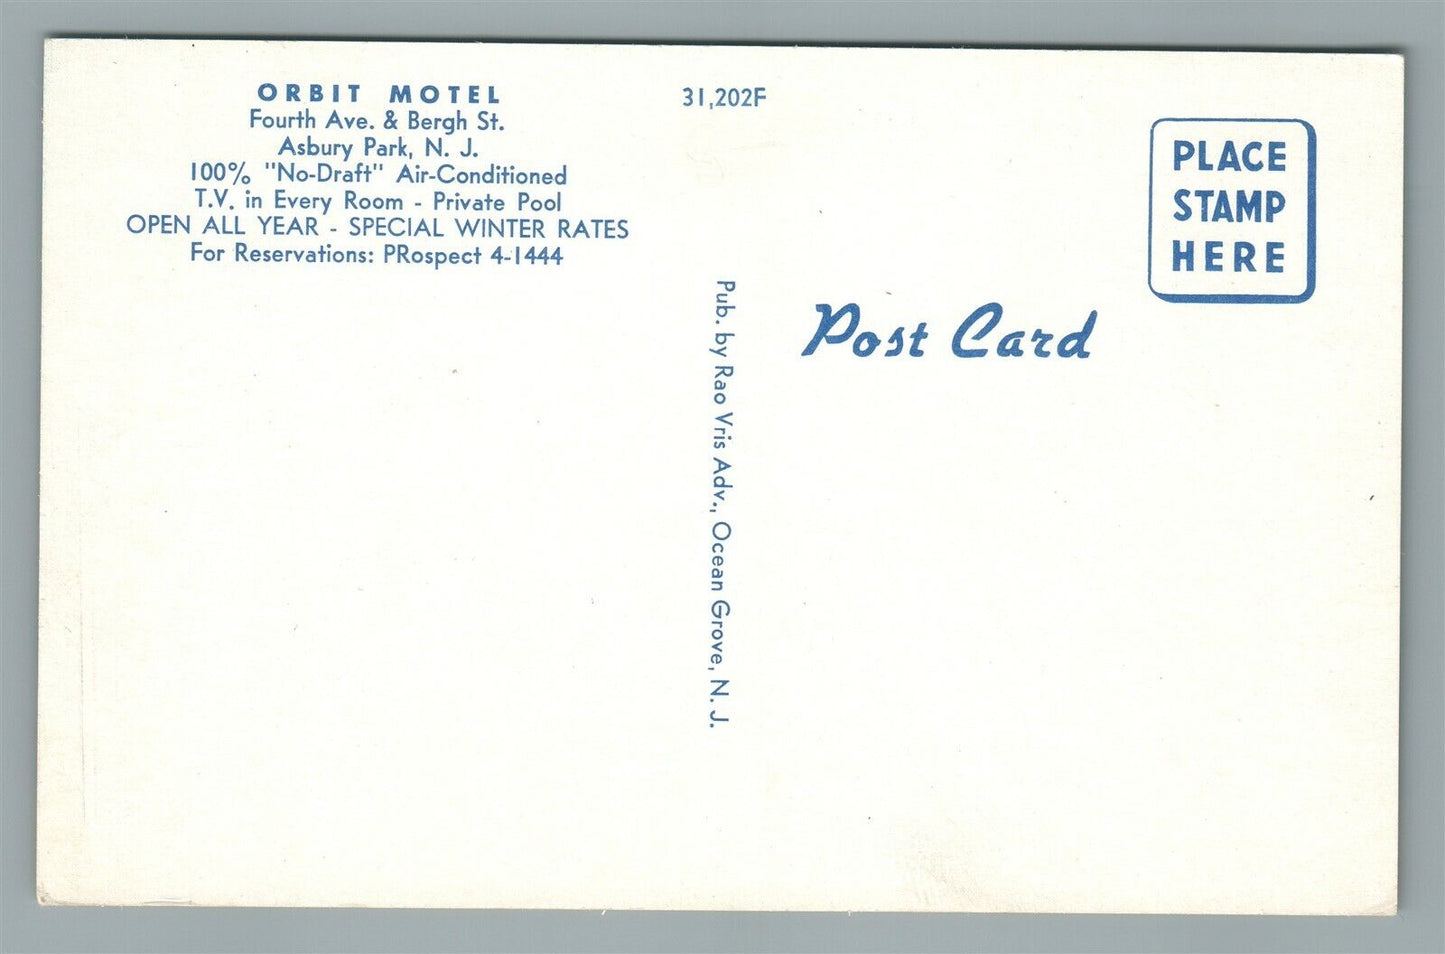 ORBIT MOTEL
Fourth Ave. & Bergh St.
Asbury Park, N. J.
100% "No-Draft" Air-Conditioned
T.V. in Every Room - Private Pool
OPEN ALL YEAR - SPECIAL WINTER RATES
For Reservations: PRospect 4-1444
31,202F
Pub. by Rao Vris Adv., Ocean Grove, N. J.
Post Card
PLACE
STAMP
HERE